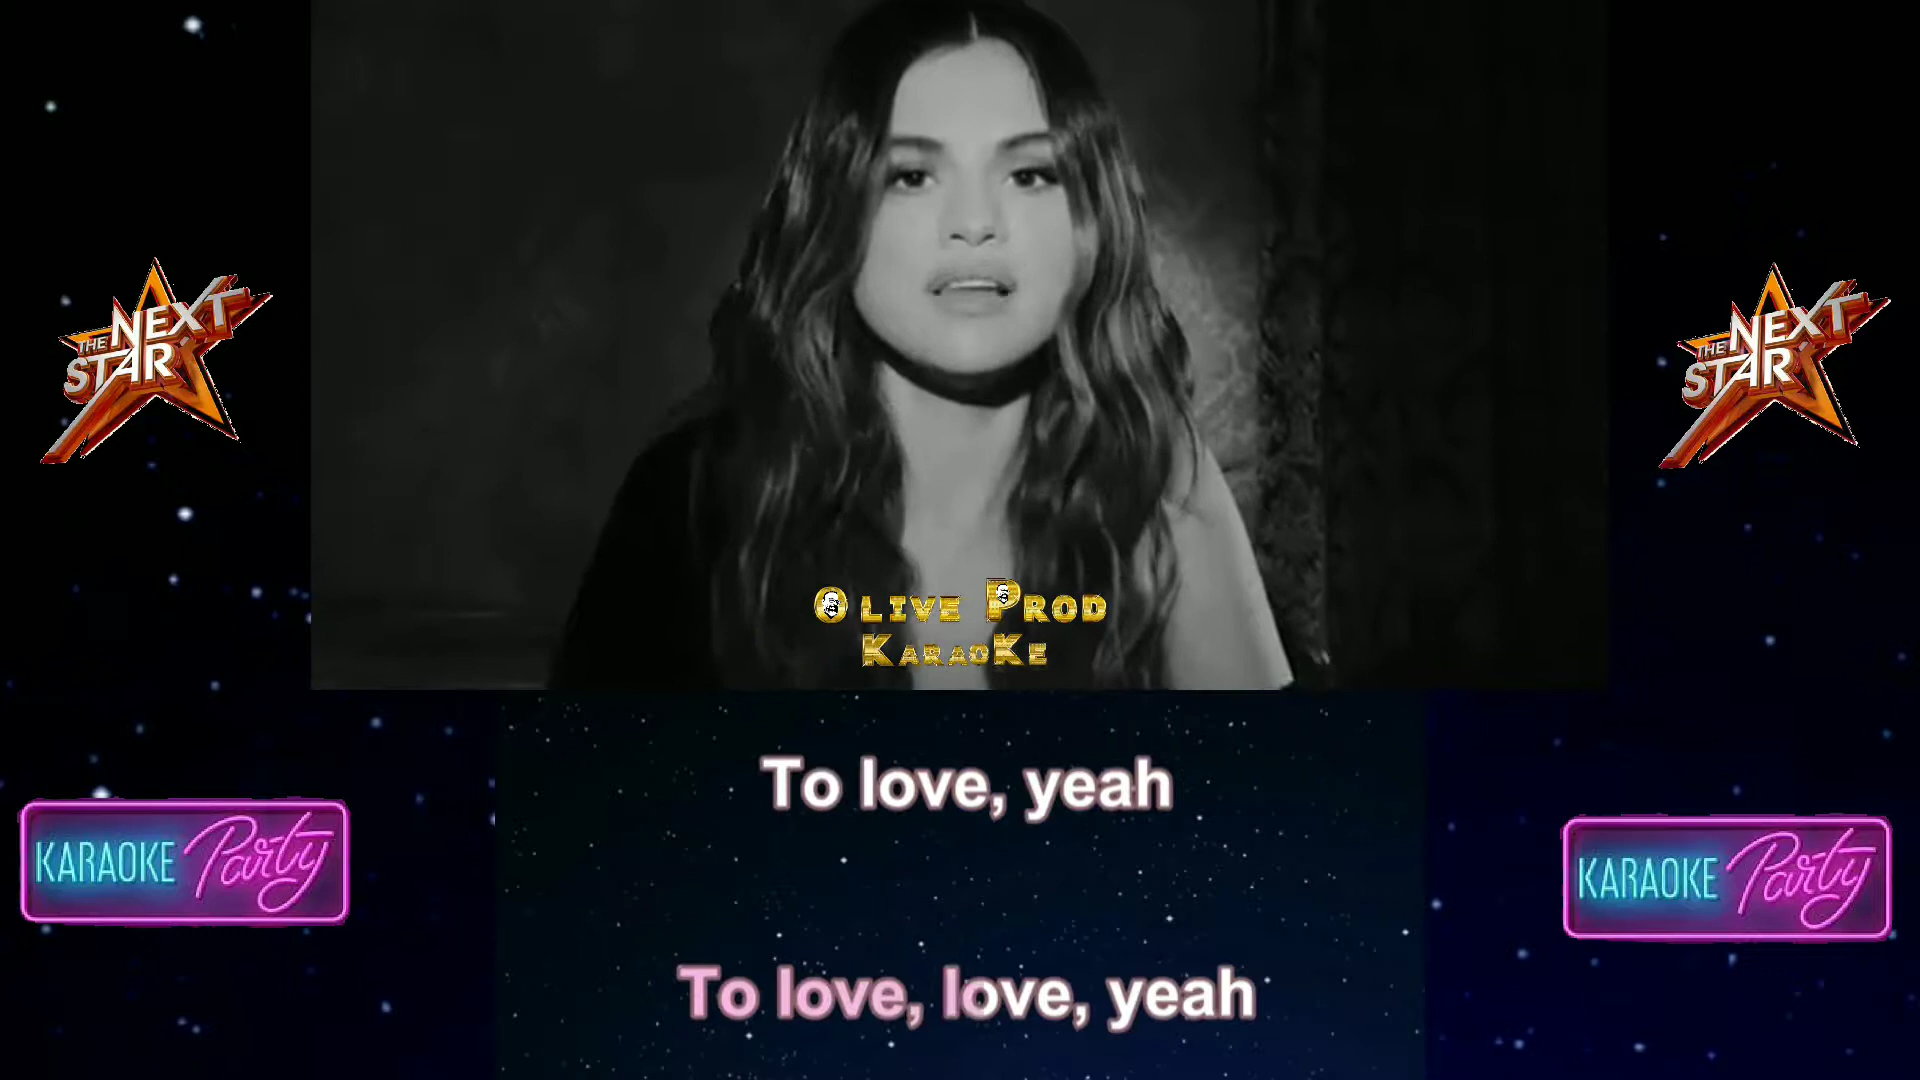 THE NEXT
STAR
THE NEXT
STAR
OLIVE PROD
KARAOKE
To love, yeah
KARAOKE Party
KARAOKE Party
To love, love, yeah